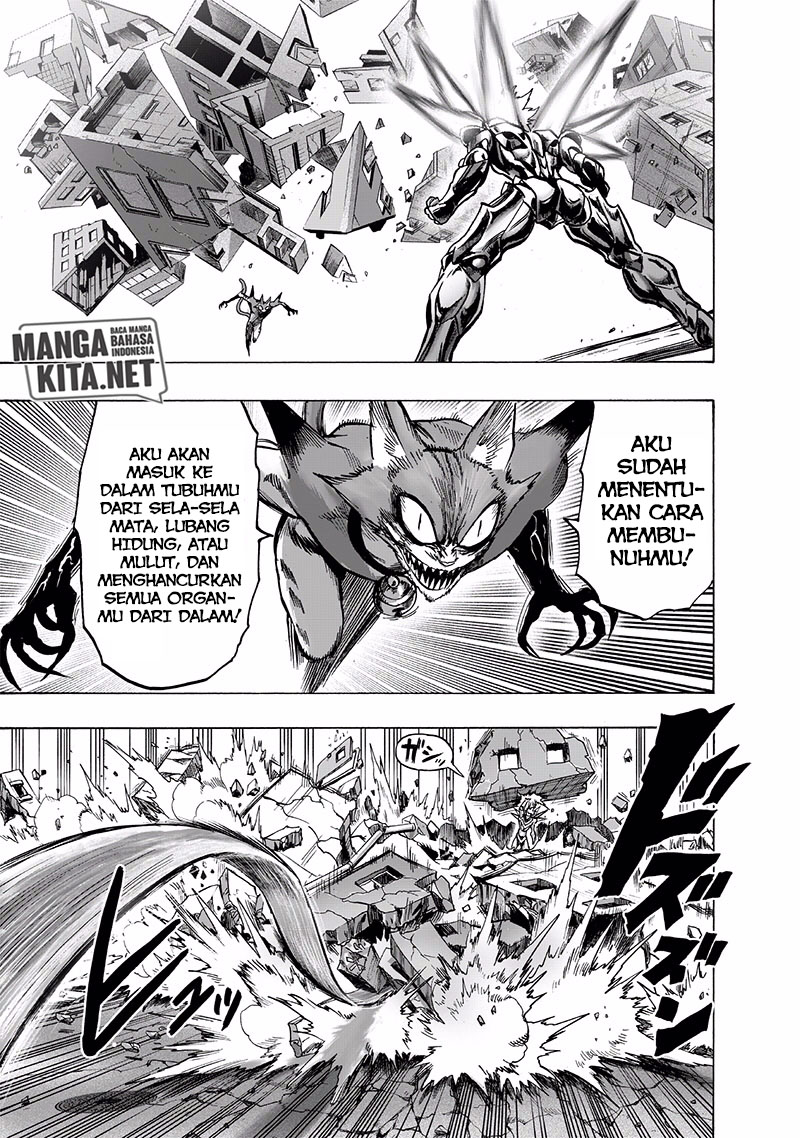 MANGA
BACA MANGA
BAHASA
INDONESIA
KITA.NET
AKU
SUDAH
MENENTU-
KAN CARA
MEMBU-
NUHMU!
AKU AKAN
MASUK KE
DALAM TUBUHMU
DARI SELA-SELA
MATA, LUBANG
HIDUNG, ATAU
MULUT, DAN
MENGHANCURKAN
SEMUA ORGAN-
MU DARI DALAM!
ガシ
ドズズン